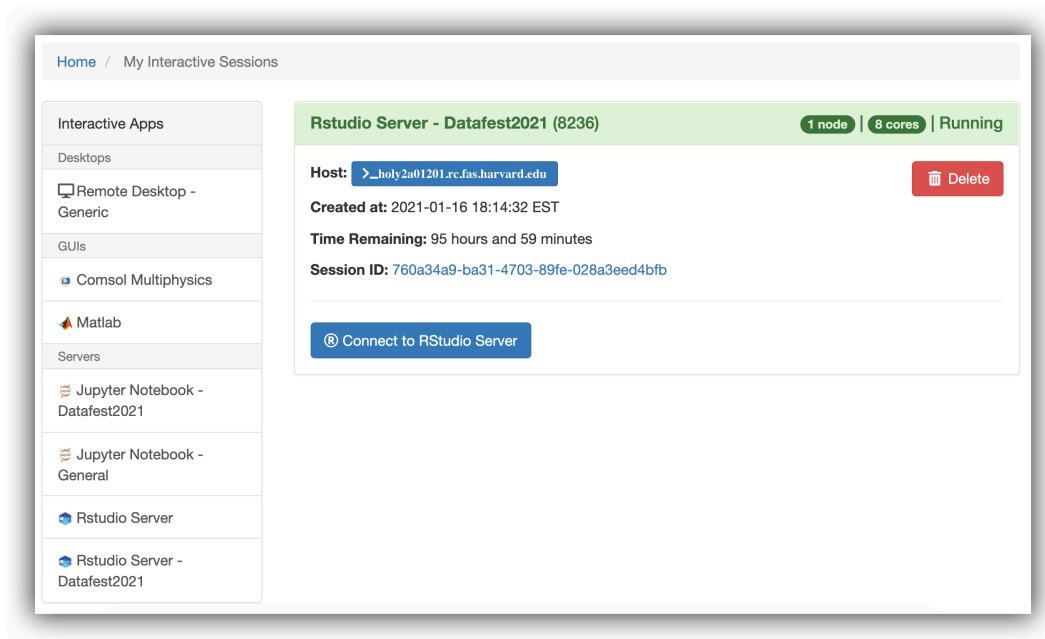 Home / My Interactive Sessions
Interactive Apps
Desktops
Remote Desktop -
Generic
GUIs
Comsol Multiphysics
Matlab
Servers
Jupyter Notebook -
Datafest2021
Jupyter Notebook -
General
Rstudio Server
Rstudio Server -
Datafest2021
Rstudio Server - Datafest2021 (8236)
1 node | 8 cores | Running
Host: >_holy2a01201.rc.fas.harvard.edu
Delete
Created at: 2021-01-16 18:14:32 EST
Time Remaining: 95 hours and 59 minutes
Session ID: 760a34a9-ba31-4703-89fe-028a3eed4bfb
® Connect to RStudio Server